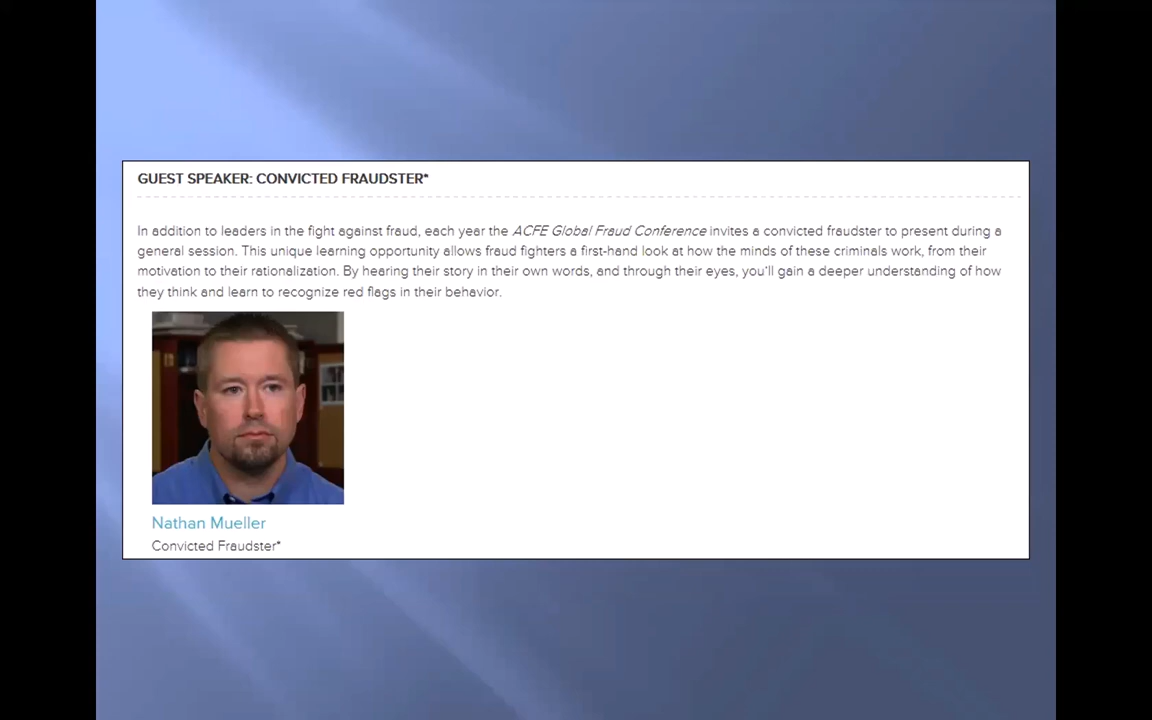 GUEST SPEAKER: CONVICTED FRAUDSTER*
In addition to leaders in the fight against fraud, each year the ACFE Global Fraud Conference invites a convicted fraudster to present during a
general session. This unique learning opportunity allows fraud fighters a first-hand look at how the minds of these criminals work, from their
motivation to their rationalization. By hearing their story in their own words, and through their eyes, you'll gain a deeper understanding of how
they think and learn to recognize red flags in their behavior.
Nathan Mueller
Convicted Fraudster*